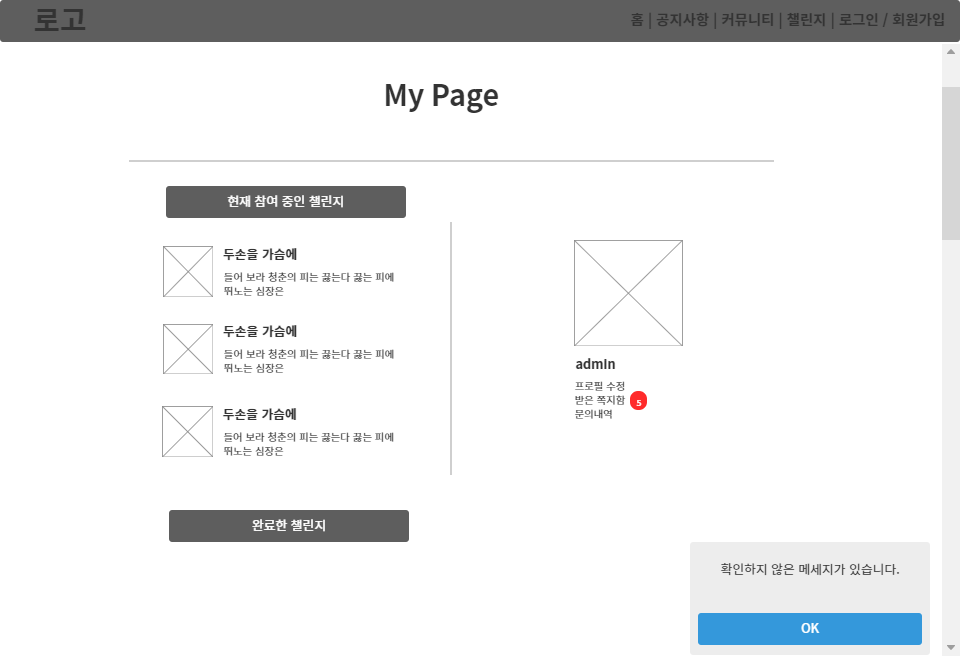 로고
홈 | 공지사항 | 커뮤니티 | 챌린지 | 로그인 / 회원가입
My Page
현재 참여 중인 챌린지
두손을 가슴에
들어 보라 청춘의 피는 끓는다 끓는 피에
뛰노는 심장은
두손을 가슴에
들어 보라 청춘의 피는 끓는다 끓는 피에
뛰노는 심장은
두손을 가슴에
들어 보라 청춘의 피는 끓는다 끓는 피에
뛰노는 심장은
완료한 챌린지
admin
프로필 수정
받은 쪽지함 5
문의내역
확인하지 않은 메세지가 있습니다.
OK